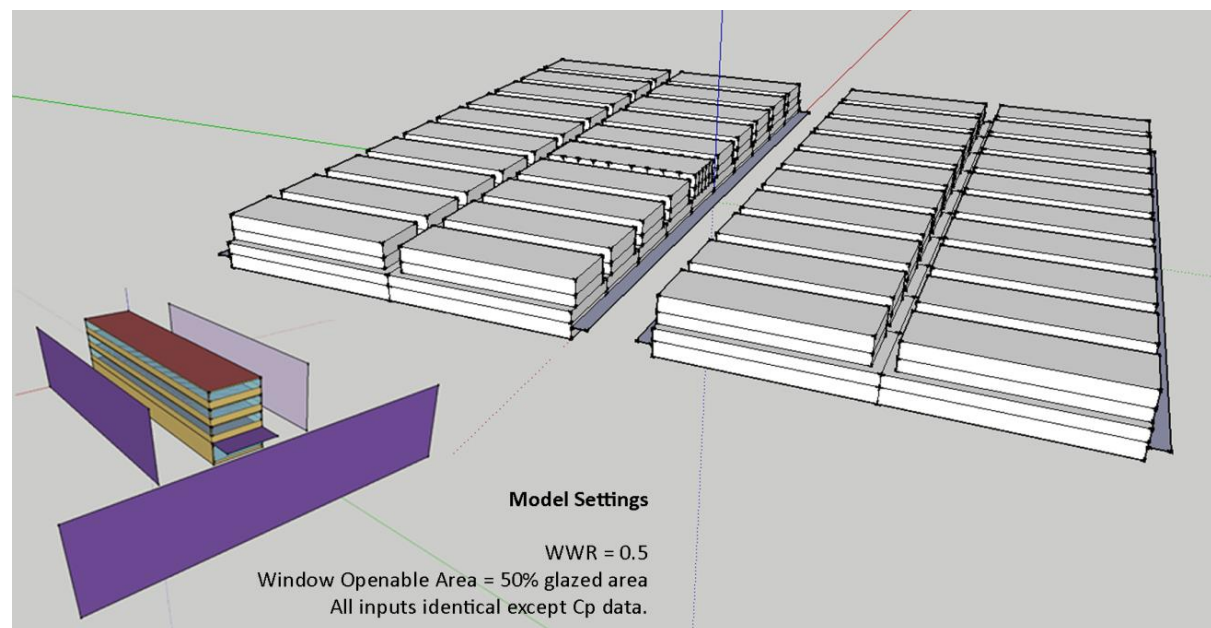 Model Settings
WWR = 0.5
Window Openable Area = 50% glazed area
All inputs identical except Cp data.